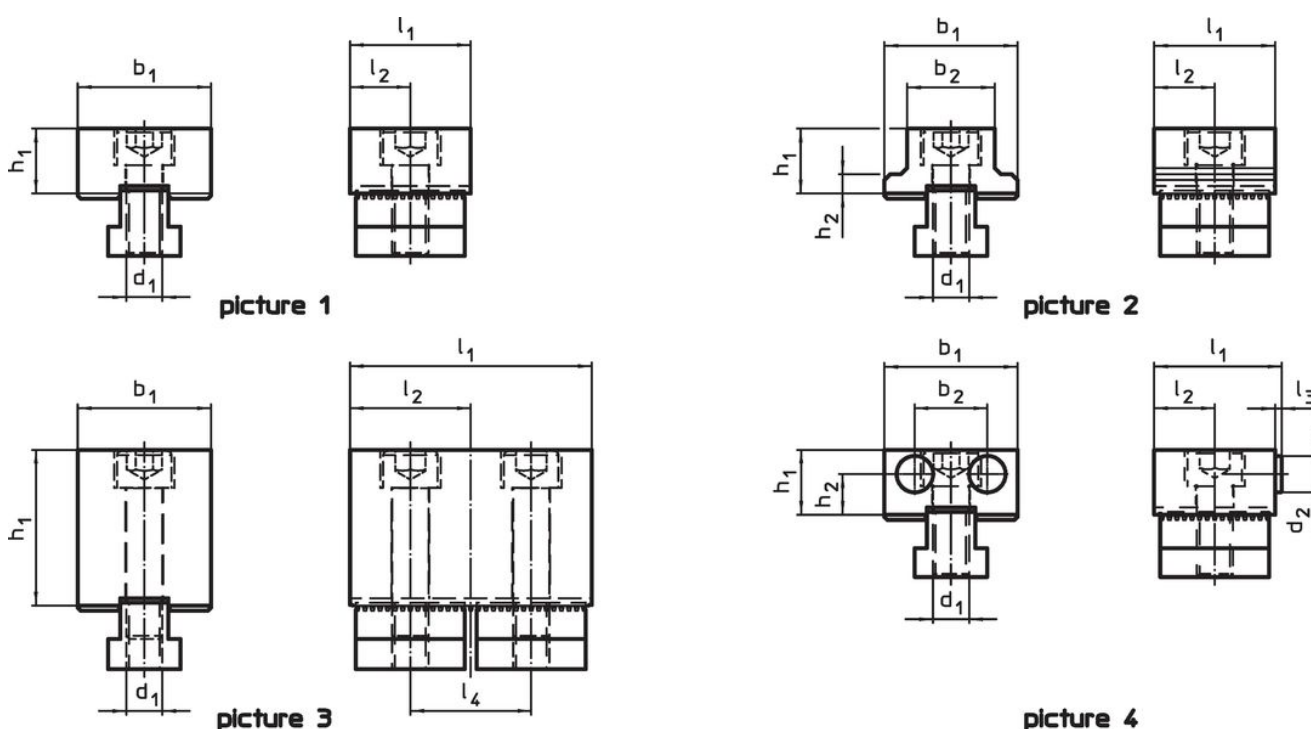 b1
h1
d1
l1
l2
picture 1
b1
b2
h1
h2
d1
l1
l2
picture 2
b1
h1
d1
l1
l2
l4
picture 3
b1
b2
h1
h2
d1
l1
l2
l3
d2
picture 4